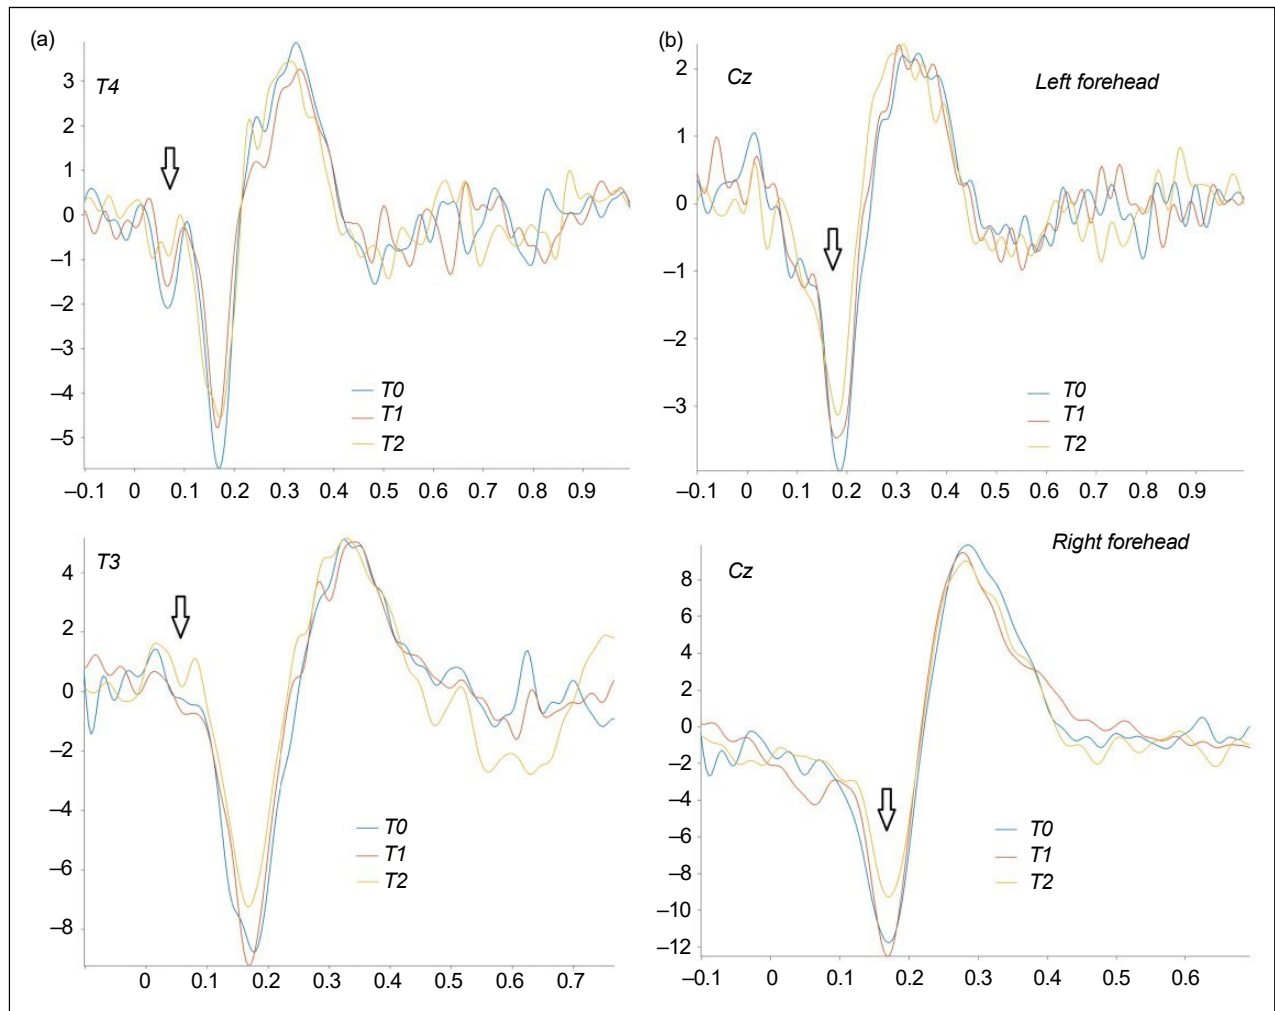 (a)
T4
3
2
1
0
–1
–2
–3
–4
–5
T0
T1
T2
–0.1 0 0.1 0.2 0.3 0.4 0.5 0.6 0.7 0.8 0.9
(b)
Cz
Left forehead
2
1
0
–1
–2
–3
T0
T1
T2
–0.1 0 0.1 0.2 0.3 0.4 0.5 0.6 0.7 0.8 0.9
T3
4
2
0
–2
–4
–6
–8
T0
T1
T2
0 0.1 0.2 0.3 0.4 0.5 0.6 0.7
Right forehead
Cz
8
6
4
2
0
–2
–4
–6
–8
–10
–12
T0
T1
T2
–0.1 0 0.1 0.2 0.3 0.4 0.5 0.6